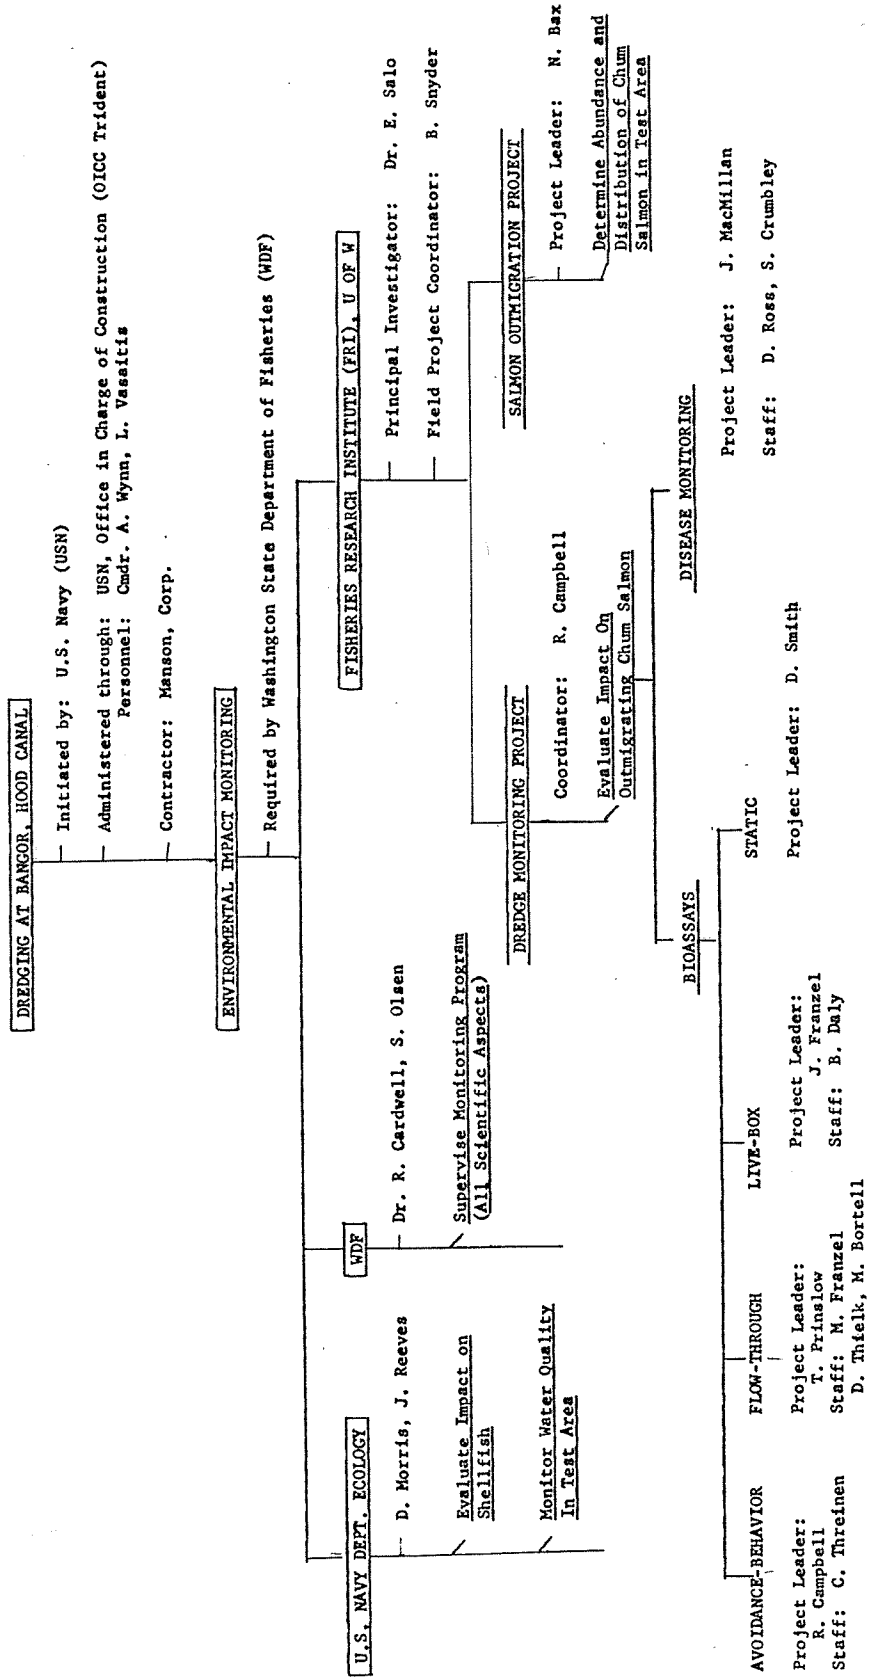 DREDGING AT BANGOR, HOOD CANAL
Initiated by: U.S. Navy (USN)
Administered through: USN, Office in Charge of Construction (OICC Trident)
Personnel: Cmdr. A. Wynn, L. Vasaitis
Contractor: Manson, Corp.
ENVIRONMENTAL IMPACT MONITORING
Required by Washington State Department of Fisheries (WDF)
U.S. NAVY DEPT. ECOLOGY
D. Morris, J. Reeves
Evaluate Impact on
Shellfish
Monitor Water Quality
In Test Area
WDF
Dr. R. Cardwell, S. Olsen
Supervise Monitoring Program
(All Scientific Aspects)
FISHERIES RESEARCH INSTITUTE (FRI), U OF W
Principal Investigator: Dr. E. Salo
Field Project Coordinator: B. Snyder
DREDGE MONITORING PROJECT
Coordinator: R. Campbell
Evaluate Impact On
Outmigrating Chum Salmon
SALMON OUTMIGRATION PROJECT
Project Leader: N. Bax
Determine Abundance and
Distribution of Chum
Salmon in Test Area
BIOASSAYS
DISEASE MONITORING
Project Leader: J. MacMillan
Staff: D. Ross, S. Crumbley
AVOIDANCE-BEHAVIOR
Project Leader:
R. Campbell
Staff: C. Threinen
FLOW-THROUGH
Project Leader:
T. Prinslow
Staff: M. Franzel
D. Thielk, M. Bortell
LIVE-BOX
Project Leader:
J. Franzel
Staff: B. Daly
STATIC
Project Leader: D. Smith